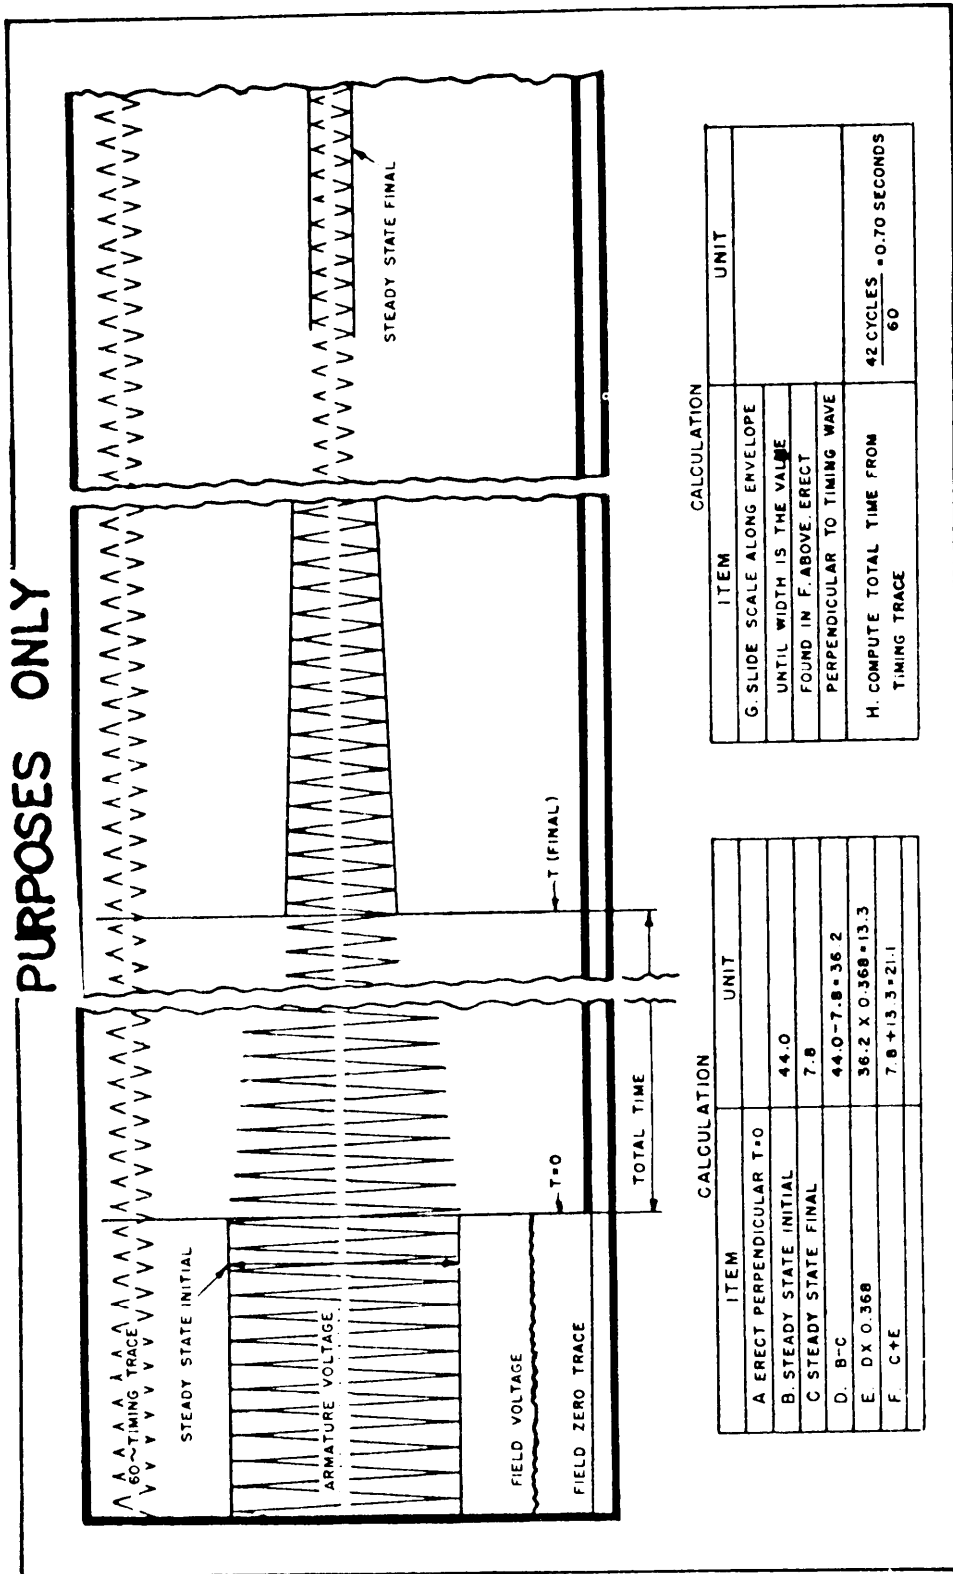 PURPOSES ONLY
60~TIMING TRACE
STEADY STATE INITIAL
ARMATURE VOLTAGE
FIELD VOLTAGE
FIELD ZERO TRACE
T=0
TOTAL TIME
T (FINAL)
STEADY STATE FINAL
CALCULATION
ITEM UNIT
A ERECT PERPENDICULAR T=0
B. STEADY STATE INITIAL 44.0
C STEADY STATE FINAL 7.8
D. B-C 44.0-7.8=36.2
E. DX 0.368 36.2 X 0.368=13.3
F. C+E 7.8+13.3=21.1
CALCULATION
ITEM UNIT
G. SLIDE SCALE ALONG ENVELOPE
UNTIL WIDTH IS THE VALUE
FOUND IN F. ABOVE. ERECT
PERPENDICULAR TO TIMING WAVE
H. COMPUTE TOTAL TIME FROM 42 CYCLES
TIMING TRACE 60 =0.70 SECONDS